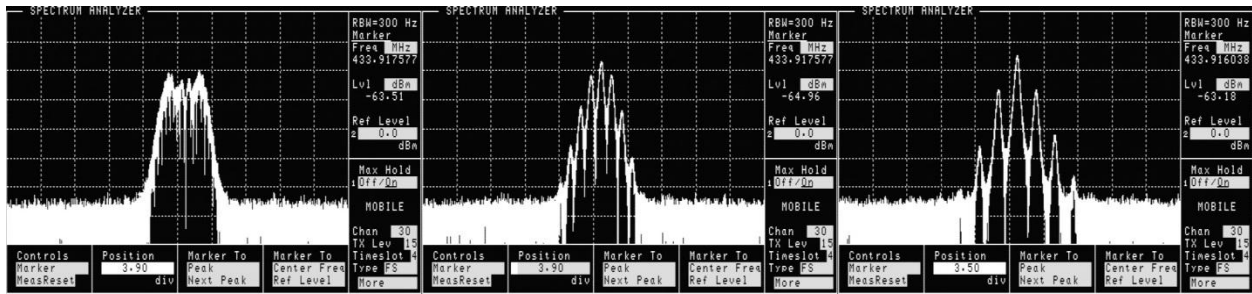 SPECTRUM ANALYZER
RBW=300 Hz
Marker
Freq MHz
433.917577
Lvl dBm
-63.51
Ref Level
2 0.0
dBm
Max Hold
1 Off/On
MOBILE
Chan 30
TX Lev 15
Timeslot 4
Type FS
More
Controls
Marker
MeasReset
Position
3.90
div
Marker To
Peak
Next Peak
Marker To
Center Freq
Ref Level
SPECTRUM ANALYZER
RBW=300 Hz
Marker
Freq MHz
433.917577
Lvl dBm
-64.96
Ref Level
2 0.0
dBm
Max Hold
1 Off/On
MOBILE
Chan 30
TX Lev 15
Timeslot 4
Type FS
More
Controls
Marker
MeasReset
Position
3.90
div
Marker To
Peak
Next Peak
Marker To
Center Freq
Ref Level
SPECTRUM ANALYZER
RBW=300 Hz
Marker
Freq MHz
433.916038
Lvl dBm
-63.18
Ref Level
2 0.0
dBm
Max Hold
1 Off/On
MOBILE
Chan 30
TX Lev 15
Timeslot 4
Type FS
More
Controls
Marker
MeasReset
Position
3.50
div
Marker To
Peak
Next Peak
Marker To
Center Freq
Ref Level